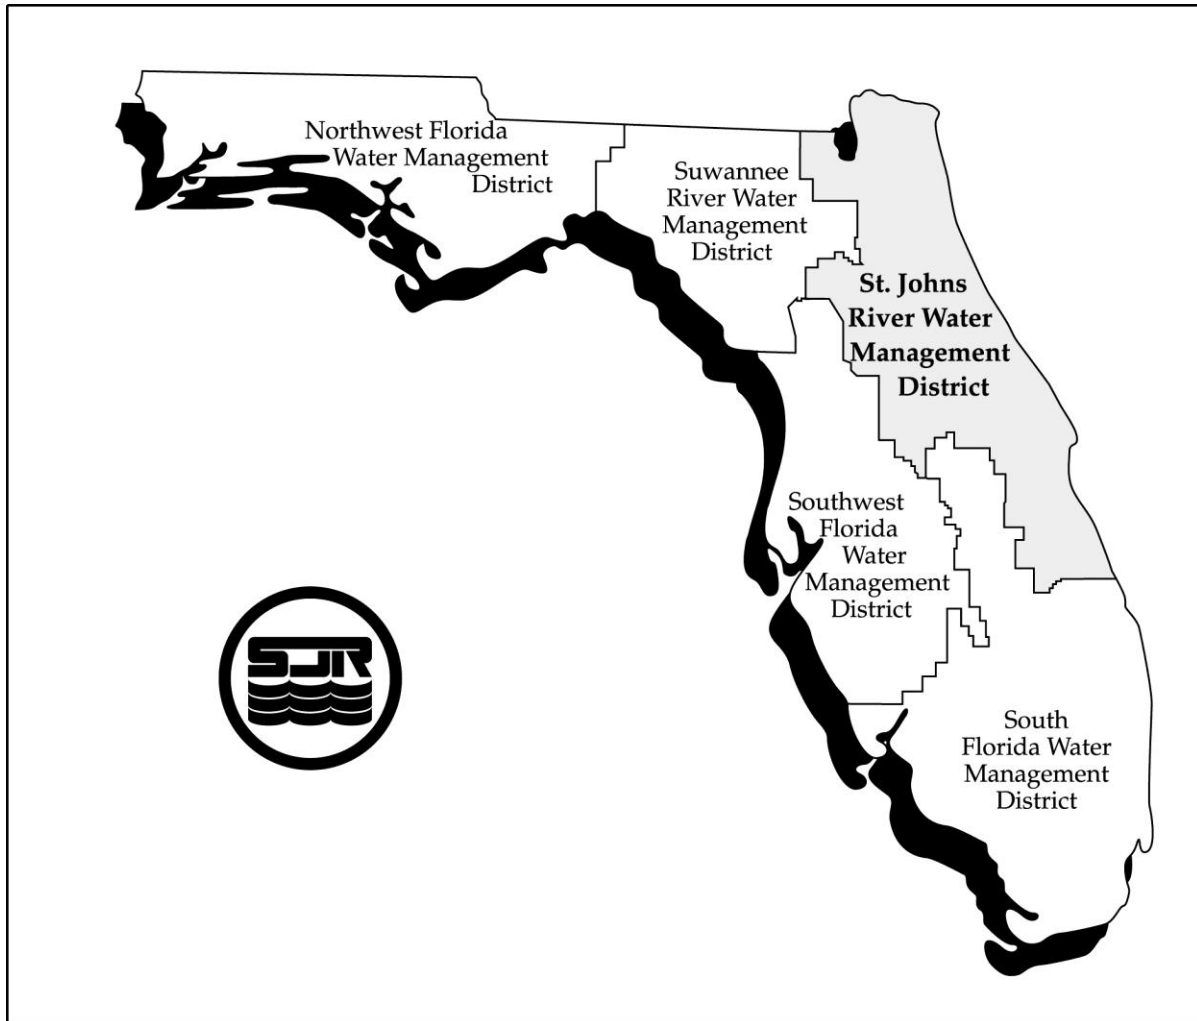 Northwest Florida
Water Management
District
Suwannee
River Water
Management
District
St. Johns
River Water
Management
District
Southwest
Florida
Water
Management
District
South
Florida Water
Management
District
SJR